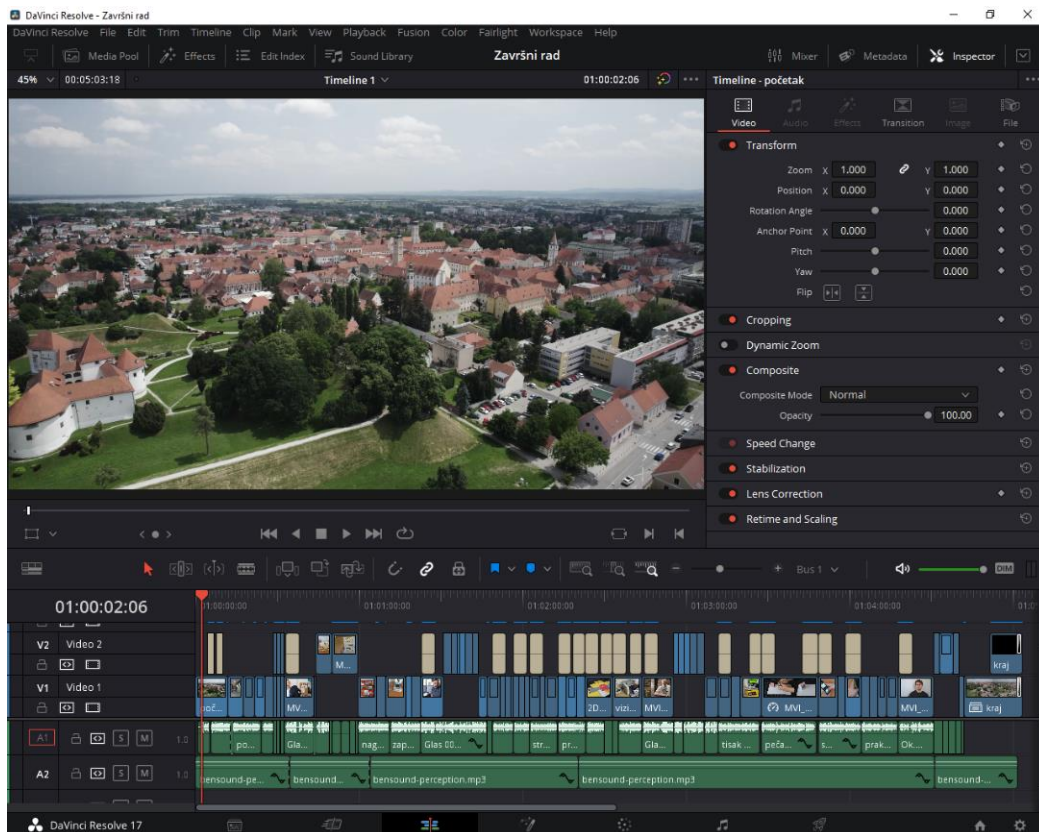 DaVinci Resolve - Završni rad
DaVinci Resolve File Edit Trim Timeline Clip Mark View Playback Fusion Color Fairlight Workspace Help
Media Pool Effects Edit Index Sound Library Završni rad Mixer Metadata Inspector
45% 00:05:03:18 Timeline 1 01:00:02:06 Timeline - početak
Video Audio Effects Transition Image File
Transform
Zoom X 1.000 Y 1.000
Position X 0.000 Y 0.000
Rotation Angle 0.000
Anchor Point X 0.000 Y 0.000
Pitch 0.000
Yaw 0.000
Flip
Cropping
Dynamic Zoom
Composite
Composite Mode Normal
Opacity 100.00
Speed Change
Stabilization
Lens Correction
Retime and Scaling
Bus 1 DIM
01:00:02:06 01:00:00:00 01:01:00:00 01:02:00:00 01:03:00:00 01:04:00:00
V2 Video 2
M... kraj
V1 Video 1
poč... MV... 2D... vizi... MVI... MVI_... MVI_... kraj
A1 S M 1.0 po... Gla... nag... zap... Glas 00... str... pr... Gla... tisak peča... s... prak... Ok....
A2 S M 1.0 bensound-pe... bensound... bensound-perception.mp3 bensound-perception.mp3 bensound-...
DaVinci Resolve 17